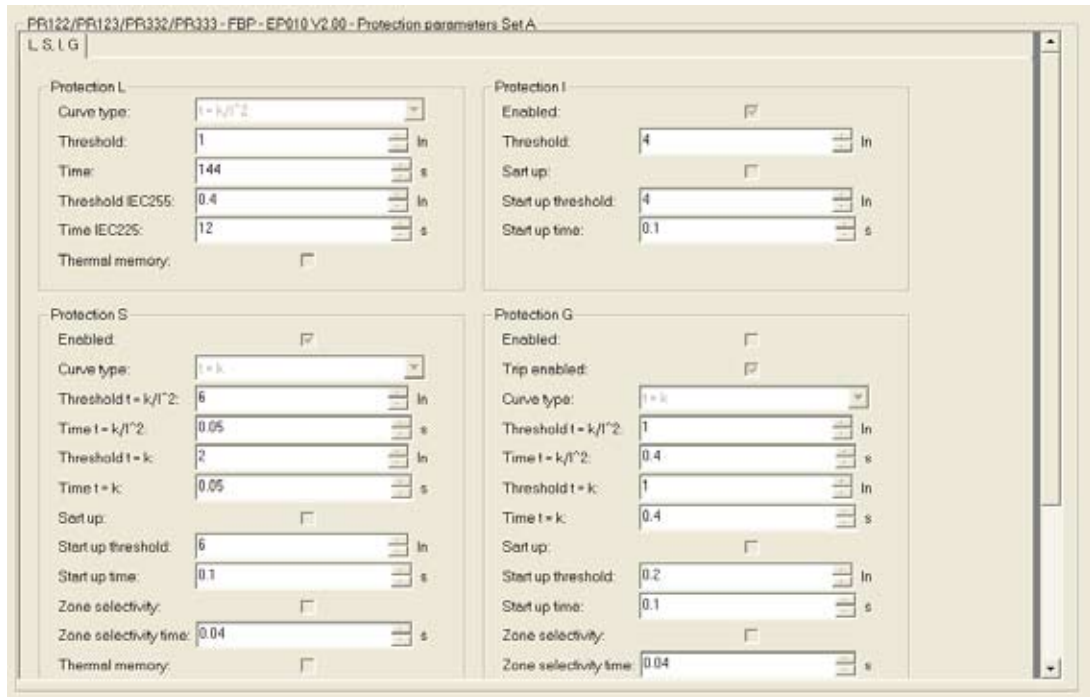 PR122/PR123/PR332/PR333 - FBP - EP010 V2.00 - Protection parameters Set A
L, S, I, G
Protection L
Curve type: t = k/I^2
Threshold: 1 In
Time: 144 s
Threshold IEC255: 0.4 In
Time IEC225: 12 s
Thermal memory:
Protection I
Enabled:
Threshold: 4 In
Sart up:
Start up threshold: 4 In
Start up time: 0.1 s
Protection S
Enabled:
Curve type: t = k
Threshold t = k/I^2: 6 In
Time t = k/I^2: 0.05 s
Threshold t = k: 2 In
Time t = k: 0.05 s
Sart up:
Start up threshold: 6 In
Start up time: 0.1 s
Zone selectivity:
Zone selectivity time: 0.04 s
Thermal memory:
Protection G
Enabled:
Trip enabled:
Curve type: t = k
Threshold t = k/I^2: 1 In
Time t = k/I^2: 0.4 s
Threshold t = k: 1 In
Time t = k: 0.4 s
Sart up:
Start up threshold: 0.2 In
Start up time: 0.1 s
Zone selectivity:
Zone selectivity time: 0.04 s